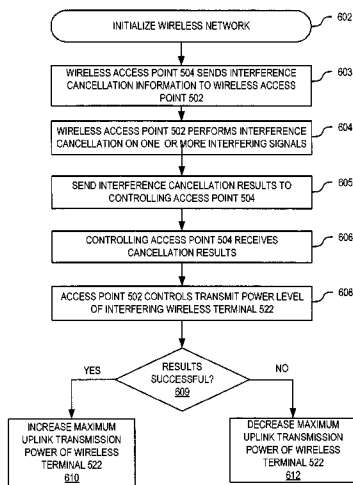 INITIALIZE WIRELESS NETWORK
602
603
WIRELESS ACCESS POINT 504 SENDS INTERFERENCE
CANCELLATION INFORMATION TO WIRELESS ACCESS
POINT 502
604
WIRELESS ACCESS POINT 502 PERFORMS INTERFERENCE
CANCELLATION ON ONE OR MORE INTERFERING SIGNALS
605
SEND INTERFERENCE CANCELLATION RESULTS TO
CONTROLLING ACCESS POINT 504
606
CONTROLLING ACCESS POINT 504 RECEIVES
CANCELLATION RESULTS
608
ACCESS POINT 502 CONTROLS TRANSMIT POWER LEVEL
OF INTERFERING WIRELESS TERMINAL 522
YES
RESULTS
SUCCESSFUL?
609
NO
INCREASE MAXIMUM
UPLINK TRANSMISSION
POWER OF WIRELESS
TERMINAL 522
610
DECREASE MAXIMUM
UPLINK TRANSMISSION
POWER OF WIRELESS
TERMINAL 522
612